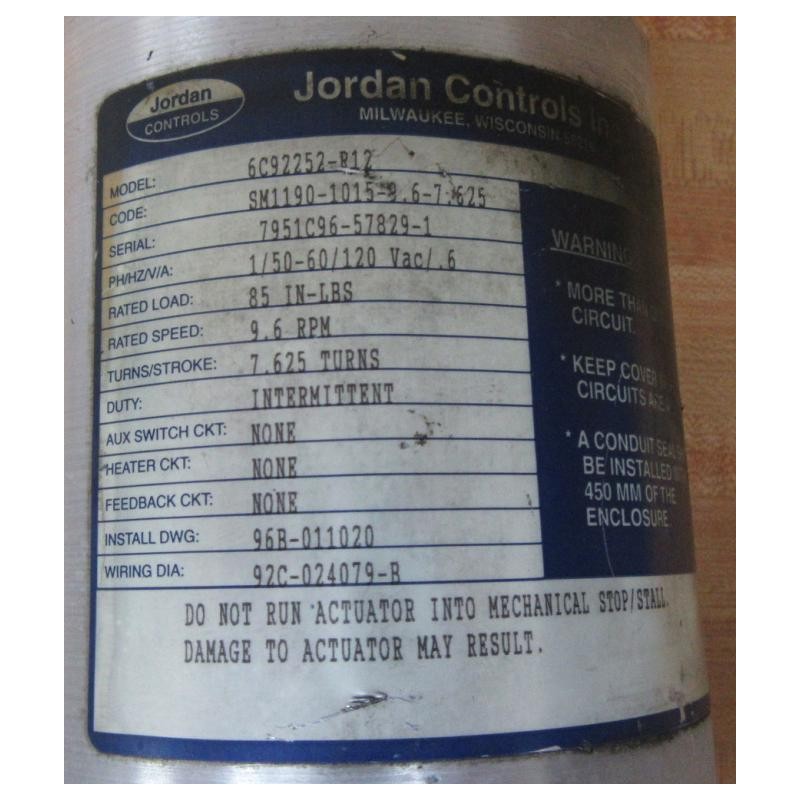 Jordan
CONTROLS
Jordan Controls
MILWAUKEE, WISCONSIN
MODEL: 6C92252-R12
CODE: SM1190-1015-9.6-7.625
SERIAL: 7951C96-57829-1
PH/HZ/V/A: 1/50-60/120 Vac/.6
RATED LOAD: 85 IN-LBS
RATED SPEED: 9.6 RPM
TURNS/STROKE: 7.625 TURNS
DUTY: INTERMITTENT
AUX SWITCH CKT: NONE
HEATER CKT: NONE
FEEDBACK CKT: NONE
INSTALL DWG: 96B-011020
WIRING DIA: 92C-024079-B
WARNING
* MORE THAN
CIRCUIT.
* KEEP COVER
CIRCUITS ARE
* A CONDUIT SEAL
BE INSTALLED
450 MM OF THE
ENCLOSURE
DO NOT RUN ACTUATOR INTO MECHANICAL STOP/STALL.
DAMAGE TO ACTUATOR MAY RESULT.